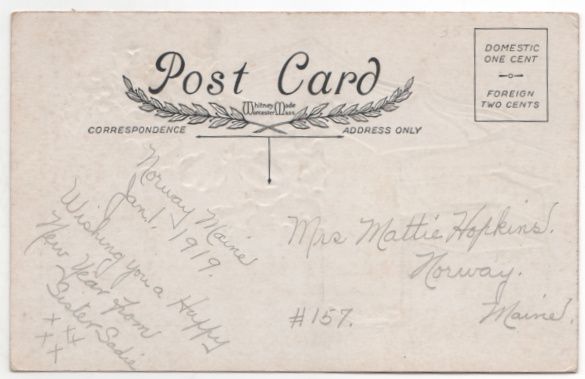 Post Card
Whitney Made
Worcester, Mass.
CORRESPONDENCE
ADDRESS ONLY
DOMESTIC
ONE CENT
FOREIGN
TWO CENTS
Norway Maine
Jan. 1, 1919.
Wishing you a Happy
New Year from
Sister Sadie
x xx
x x
Mrs Mattie Hopkins.
Norway.
#157.
Maine.